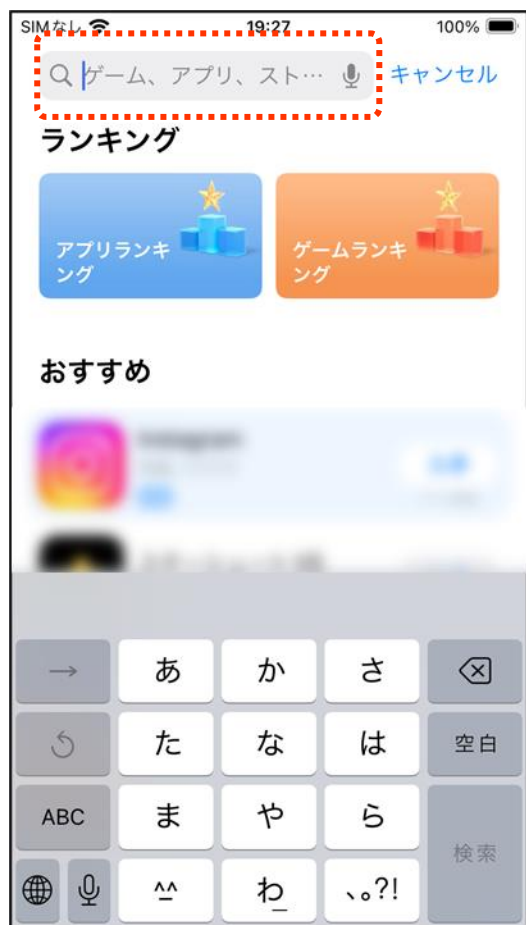 SIMなし 19:27 100%
ゲーム、アプリ、スト… キャンセル
ランキング
アプリランキ
ング
ゲームランキ
ング
おすすめ
→ あ か さ
た な は 空白
ABC ま や ら
検索
^^ わ 、。?!